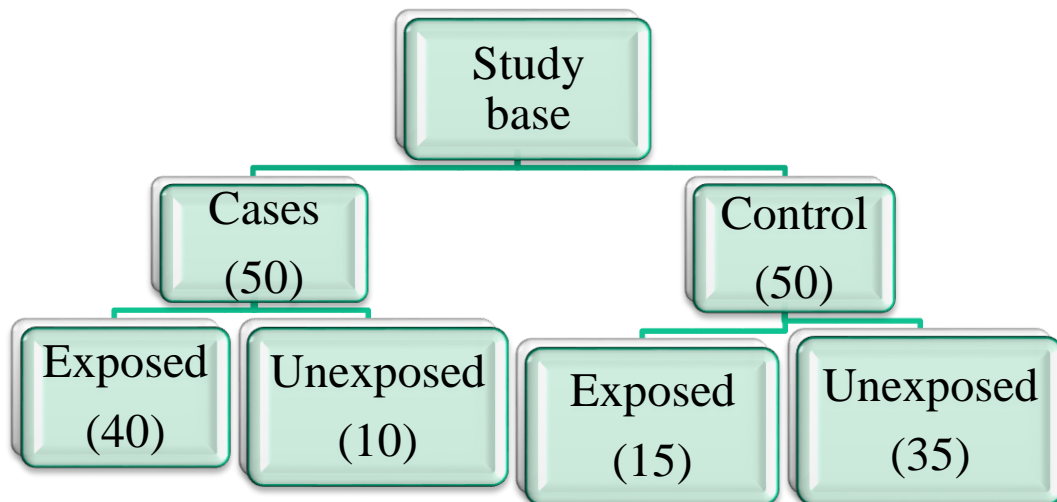 Study
base
Cases
(50)
Control
(50)
Exposed
(40)
Unexposed
(10)
Exposed
(15)
Unexposed
(35)